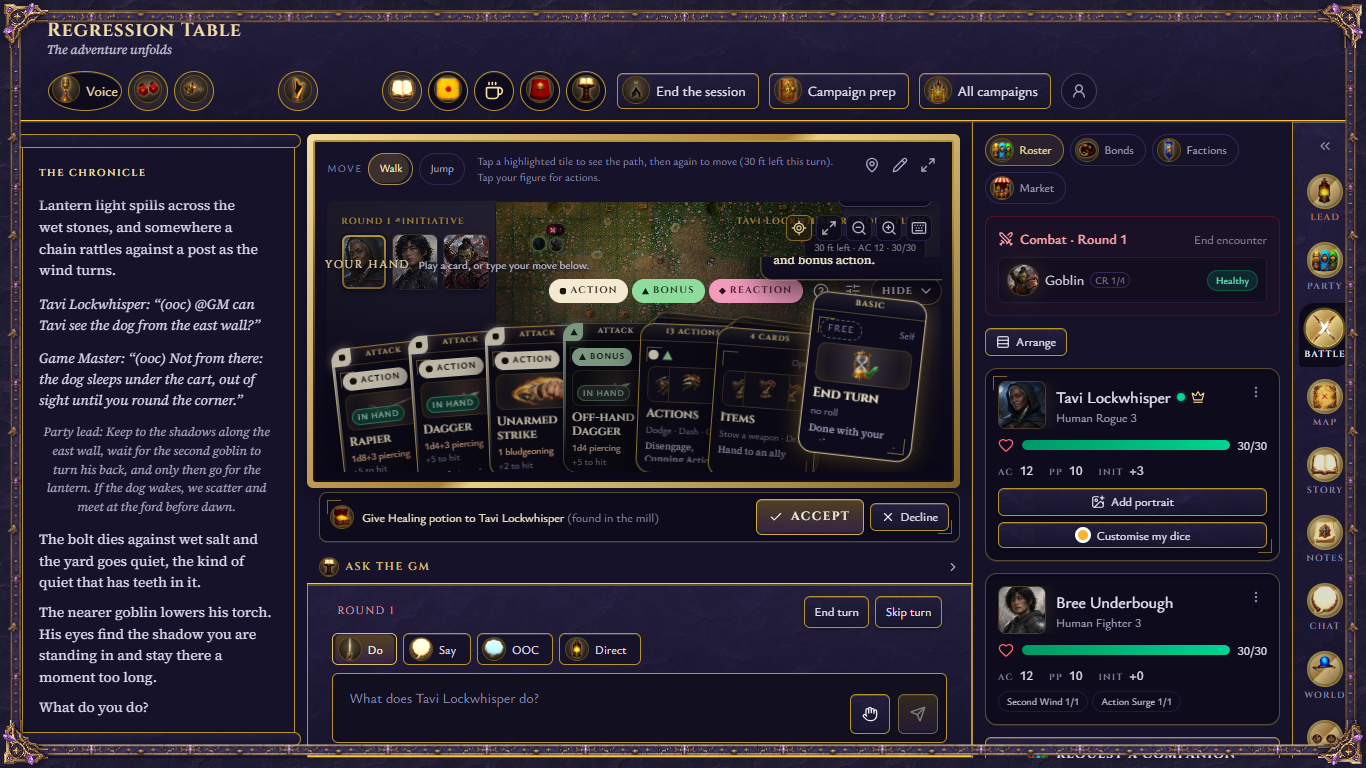 REGRESSION TABLE
The adventure unfolds
Voice
End the session
Campaign prep
All campaigns
THE CHRONICLE
Lantern light spills across the
wet stones, and somewhere a
chain rattles against a post as the
wind turns.
Tavi Lockwhisper: “(ooc) @GM can
Tavi see the dog from the east wall?”
Game Master: “(ooc) Not from there:
the dog sleeps under the cart, out of
sight until you round the corner.”
Party lead: Keep to the shadows along the
east wall, wait for the second goblin to
turn his back, and only then go for the
lantern. If the dog wakes, we scatter and
meet at the ford before dawn.
The bolt dies against wet salt and
the yard goes quiet, the kind of
quiet that has teeth in it.
The nearer goblin lowers his torch.
His eyes find the shadow you are
standing in and stay there a
moment too long.
What do you do?
MOVE
Walk
Jump
Tap a highlighted tile to see the path, then again to move (30 ft left this turn).
Tap your figure for actions.
ROUND 1
INITIATIVE
30 ft left · AC 12 · 30/30
and bonus action.
YOUR HAND
Play a card, or type your move below.
ACTION
BONUS
REACTION
HIDE
ATTACK
ACTION
IN HAND
RAPIER
1d8+3 piercing
+5 to hit
ATTACK
ACTION
IN HAND
DAGGER
1d4+3 piercing
+5 to hit
ATTACK
ACTION
UNARMED
STRIKE
1 bludgeoning
+2 to hit
ATTACK
BONUS
IN HAND
OFF-HAND
DAGGER
1d4 piercing
+5 to hit
13 ACTIONS
ACTIONS
Dodge · Dash ·
Disengage,
Cunning Action
4 CARDS
ITEMS
Stow a weapon ·
Hand to an ally
BASIC
FREE
Self
END TURN
no roll
Done with your
Give Healing potion to Tavi Lockwhisper (found in the mill)
ACCEPT
Decline
ASK THE GM
ROUND 1
End turn
Skip turn
Do
Say
OOC
Direct
What does Tavi Lockwhisper do?
Roster
Bonds
Factions
Market
Combat · Round 1
End encounter
Goblin
CR 1/4
Healthy
Arrange
Tavi Lockwhisper
Human Rogue 3
30/30
AC 12 PP 10 INIT +3
Add portrait
Customise my dice
Bree Underbough
Human Fighter 3
30/30
AC 12 PP 10 INIT +0
Second Wind 1/1
Action Surge 1/1
REQUEST A COMPANION
LEAD
PARTY
BATTLE
MAP
STORY
NOTES
CHAT
WORLD